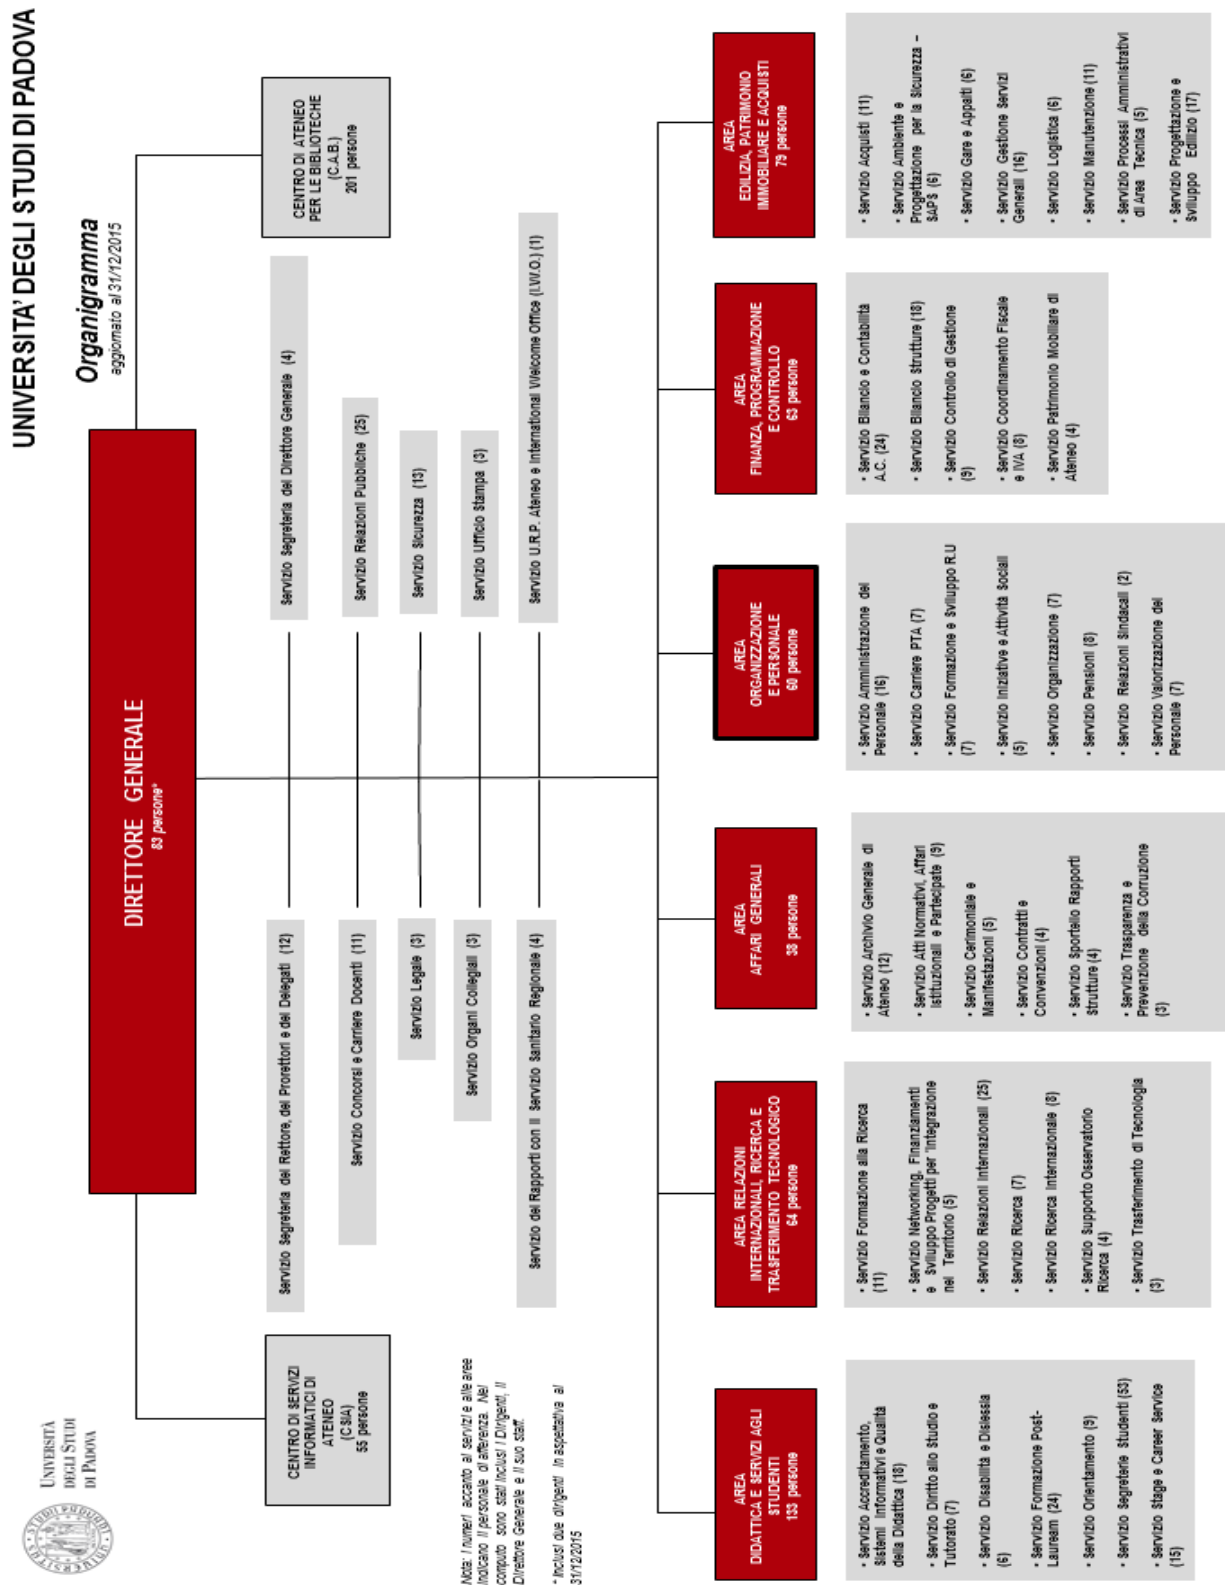 UNIVERSITÀ
DEGLI STUDI
DI PADOVA
UNIVERSITA’ DEGLI STUDI DI PADOVA
Organigramma
aggiornato al 31/12/2015
DIRETTORE GENERALE
83 persone*
CENTRO DI SERVIZI
INFORMATICI DI
ATENEO
(CSIA)
55 persone
CENTRO DI ATENEO
PER LE BIBLIOTECHE
(C.A.B.)
201 persone
Servizio Segreteria del Rettore, dei Prorettori e dei Delegati (12)
Servizio Segreteria del Direttore Generale (4)
Servizio Concorsi e Carriere Docenti (11)
Servizio Relazioni Pubbliche (25)
Servizio Legale (3)
Servizio Sicurezza (13)
Servizio Organi Collegiali (3)
Servizio Ufficio Stampa (3)
Servizio dei Rapporti con il Servizio Sanitario Regionale (4)
Servizio U.R.P. Ateneo e International Welcome Office (I.W.O.) (1)
Nota: i numeri accanto ai servizi e alle aree
indicano il personale di afferenza. Nel
computo sono stati inclusi i Dirigenti, il
Direttore Generale e il suo staff.
* Inclusi due dirigenti in aspettativa al
31/12/2015
AREA
DIDATTICA E SERVIZI AGLI
STUDENTI
133 persone
• Servizio Accreditamento,
Sistemi Informativi e Qualità
della Didattica (18)
• Servizio Diritto allo Studio e
Tutorato (7)
• Servizio Disabilità e Dislessia
(6)
• Servizio Formazione Post-
Lauream (24)
• Servizio Orientamento (9)
• Servizio Segreterie Studenti (53)
• Servizio Stage e Career Service
(15)
AREA RELAZIONI
INTERNAZIONALI, RICERCA E
TRASFERIMENTO TECNOLOGICO
64 persone
• Servizio Formazione alla Ricerca
(11)
• Servizio Networking, Finanziamenti
e Sviluppo Progetti per l'Integrazione
nel Territorio (5)
• Servizio Relazioni Internazionali (25)
• Servizio Ricerca (7)
• Servizio Ricerca Internazionale (8)
• Servizio Supporto Osservatorio
Ricerca (4)
• Servizio Trasferimento di Tecnologia
(3)
AREA
AFFARI GENERALI
38 persone
• Servizio Archivio Generale di
Ateneo (12)
• Servizio Atti Normativi, Affari
Istituzionali e Partecipate (9)
• Servizio Cerimoniale e
Manifestazioni (5)
• Servizio Contratti e
Convenzioni (4)
• Servizio Sportello Rapporti
Strutture (4)
• Servizio Trasparenza e
Prevenzione della Corruzione
(3)
AREA
ORGANIZZAZIONE
E PERSONALE
60 persone
• Servizio Amministrazione del
Personale (16)
• Servizio Carriere PTA (7)
• Servizio Formazione e Sviluppo R.U
(7)
• Servizio Iniziative e Attività Sociali
(5)
• Servizio Organizzazione (7)
• Servizio Pensioni (8)
• Servizio Relazioni Sindacali (2)
• Servizio Valorizzazione del
Personale (7)
AREA
FINANZA, PROGRAMMAZIONE
E CONTROLLO
63 persone
• Servizio Bilancio e Contabilità
A.C. (24)
• Servizio Bilancio Strutture (18)
• Servizio Controllo di Gestione
(9)
• Servizio Coordinamento Fiscale
e IVA (8)
• Servizio Patrimonio Mobiliare di
Ateneo (4)
AREA
EDILIZIA, PATRIMONIO
IMMOBILIARE E ACQUISTI
79 persone
• Servizio Acquisti (11)
• Servizio Ambiente e
Progettazione per la Sicurezza –
SAPS (6)
• Servizio Gare e Appalti (6)
• Servizio Gestione Servizi
Generali (16)
• Servizio Logistica (6)
• Servizio Manutenzione (11)
• Servizio Processi Amministrativi
di Area Tecnica (5)
• Servizio Progettazione e
Sviluppo Edilizio (17)